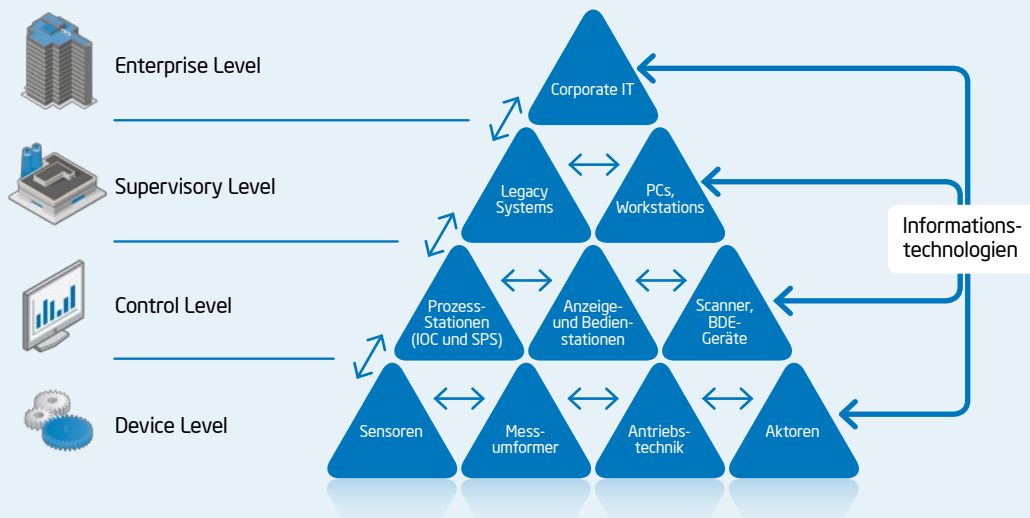 Enterprise Level
Corporate IT
Supervisory Level
Legacy
Systems
PCs,
Workstations
Informations-
technologien
Control Level
Prozess-
Stationen
(IOC und SPS)
Anzeige-
und Bedien-
stationen
Scanner,
BDE-
Geräte
Device Level
Sensoren
Mess-
umformer
Antriebs-
technik
Aktoren